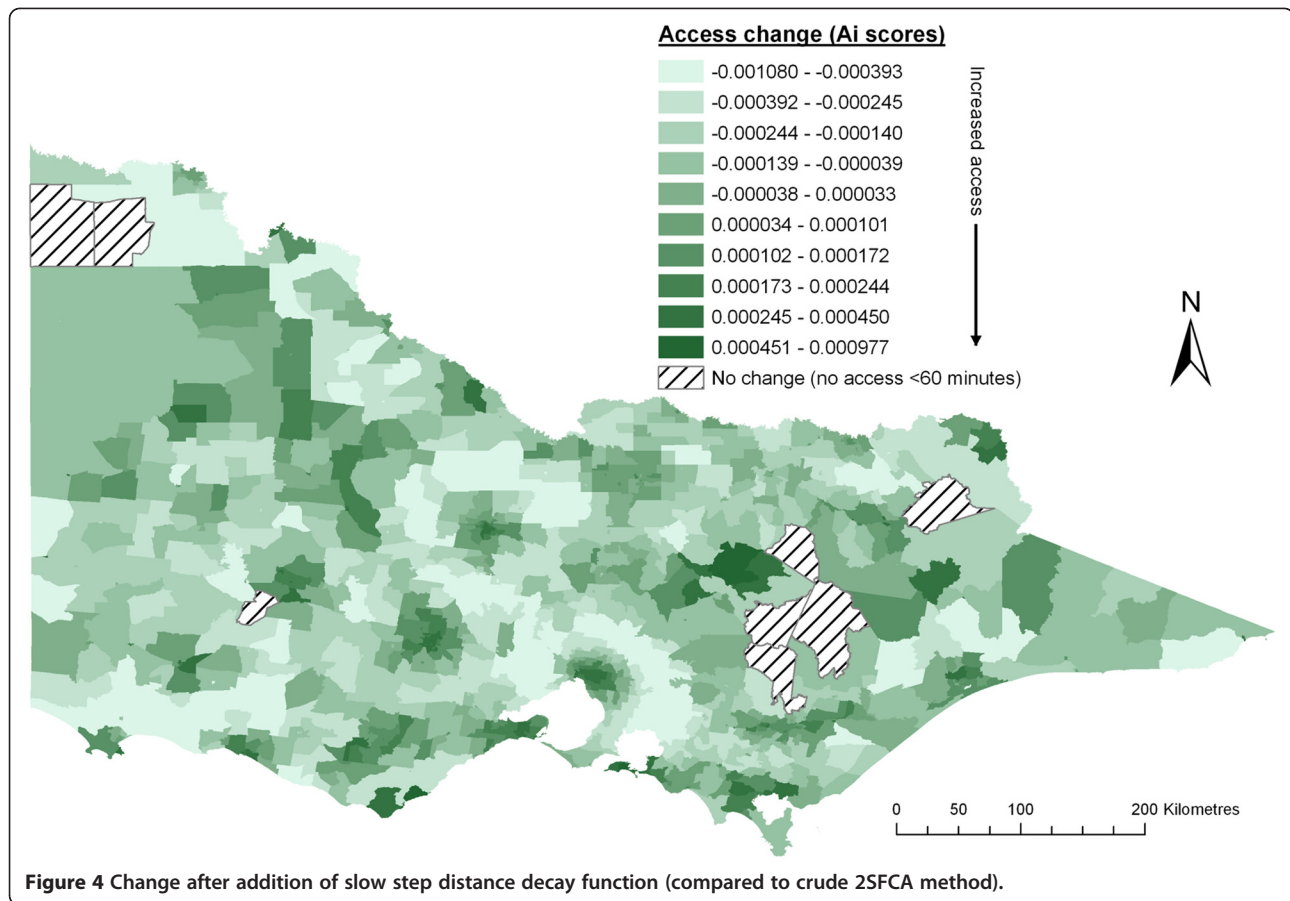 Access change (Ai scores)
-0.001080 - -0.000393
-0.000392 - -0.000245
-0.000244 - -0.000140
-0.000139 - -0.000039
-0.000038 - 0.000033
0.000034 - 0.000101
0.000102 - 0.000172
0.000173 - 0.000244
0.000245 - 0.000450
0.000451 - 0.000977
No change (no access <60 minutes)
Increased access
N
0 50 100 200 Kilometres
Figure 4 Change after addition of slow step distance decay function (compared to crude 2SFCA method).